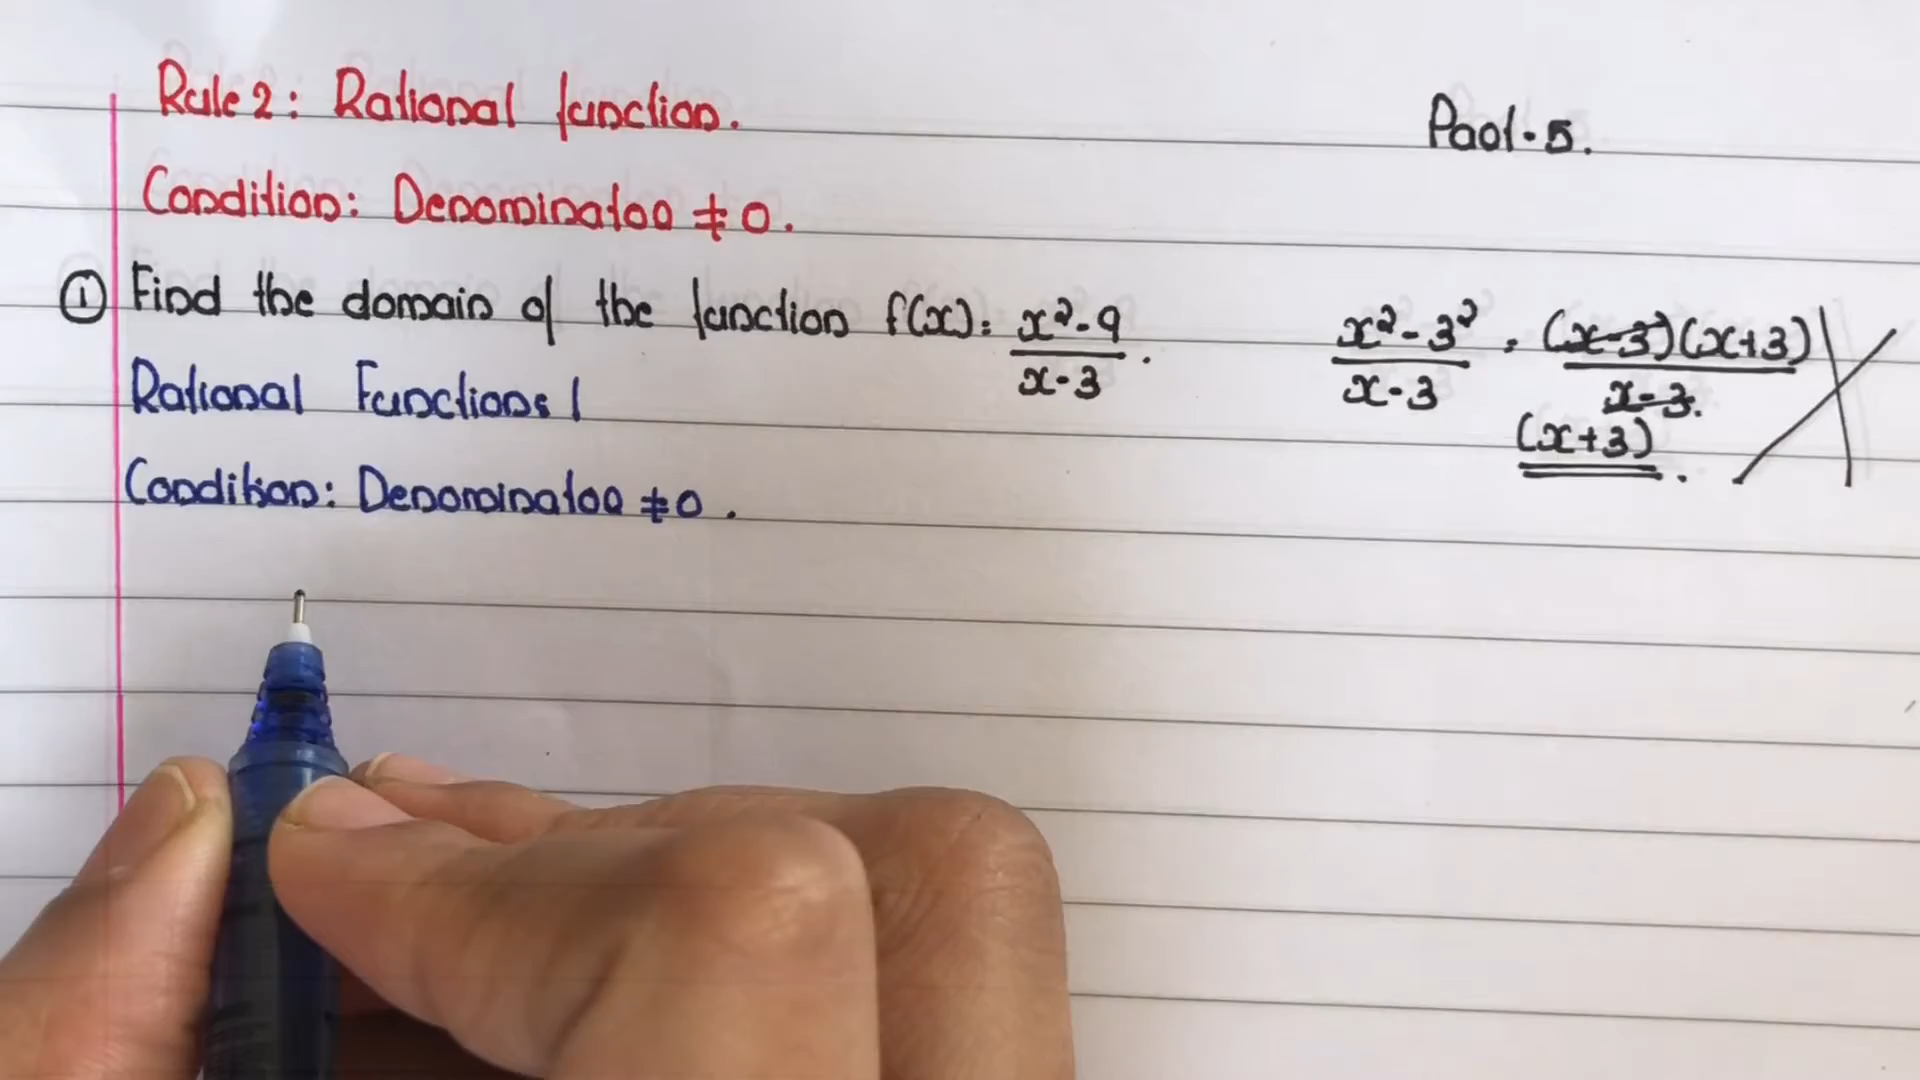 Rule 2: Rational function.
Part - 5.
Condition: Denominator ≠ 0.
① Find the domain of the function f(x) = x² - 9 / x - 3 .
x² - 3² / x - 3 = (x - 3)(x + 3) / x - 3.
(x + 3) .
Rational Functions |
Condition: Denominator ≠ 0 .